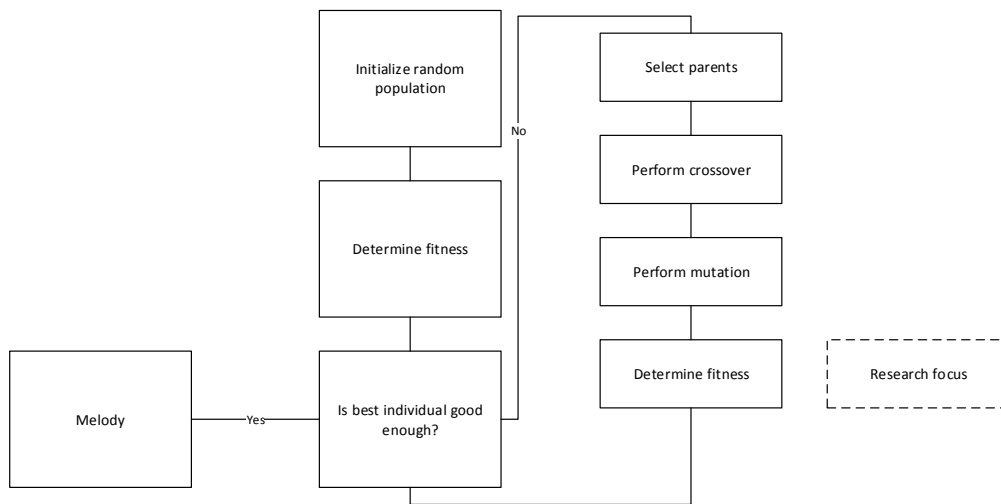 Initialize random
population
Determine fitness
Is best individual good
enough?
Yes
Melody
No
Select parents
Perform crossover
Perform mutation
Determine fitness
Research focus